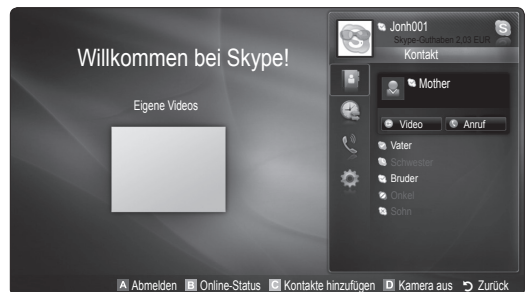 Willkommen bei Skype!
Eigene Videos
Jonh001
Skype-Guthaben 2,03 EUR
Kontakt
Mother
Video Anruf
Vater
Schwester
Bruder
Onkel
Sohn
A Abmelden B Online-Status C Kontakte hinzufügen D Kamera aus Zurück